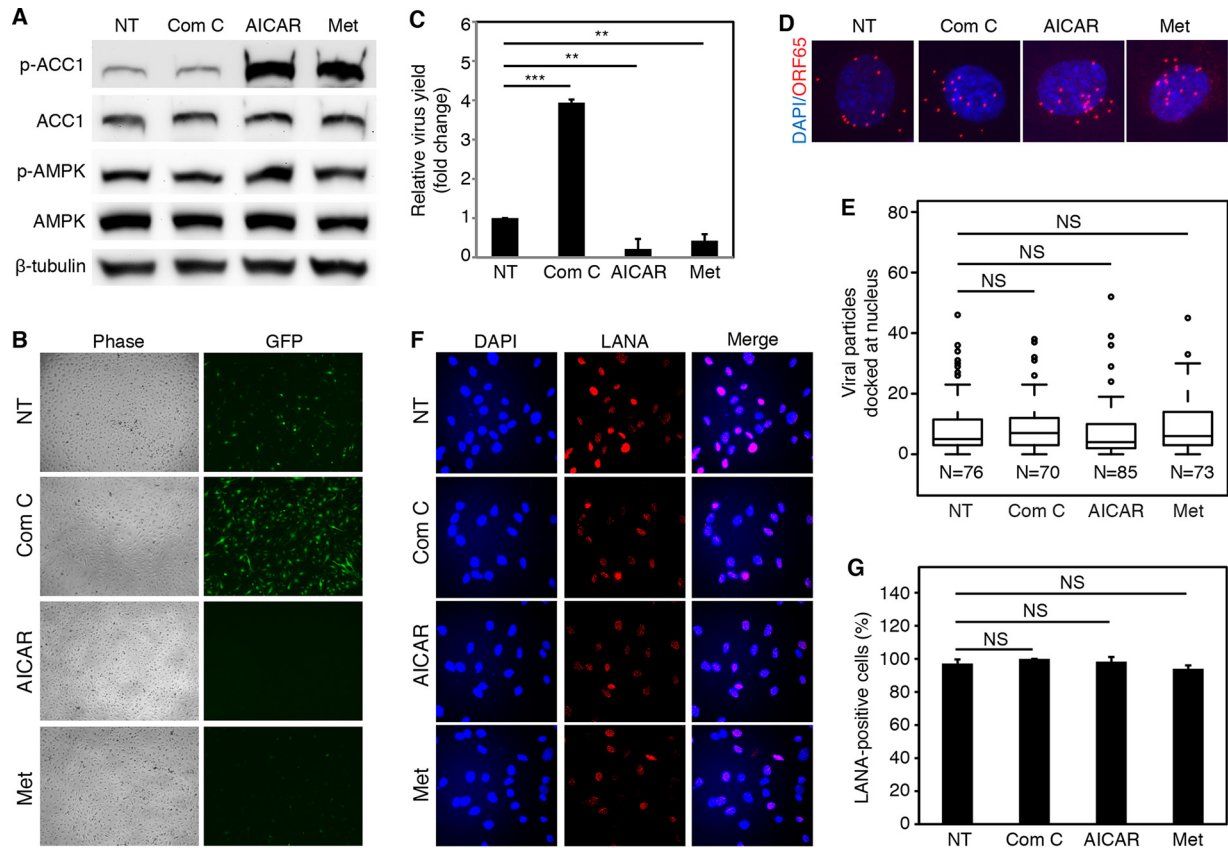 A
NT Com C AICAR Met
p-ACC1
ACC1
p-AMPK
AMPK
β-tubulin
B
Phase GFP
NT
Com C
AICAR
Met
C
Relative virus yield
(fold change)
6
4
2
1
0
***
**
**
NT Com C AICAR Met
D
NT Com C AICAR Met
DAPI/ORF65
E
Viral particles
docked at nucleus
80
60
40
20
0
NS
NS
NS
N=76 N=70 N=85 N=73
NT Com C AICAR Met
F
DAPI LANA Merge
NT
Com C
AICAR
Met
G
LANA-positive cells (%)
140
120
100
80
60
40
20
0
NS
NS
NS
NT Com C AICAR Met